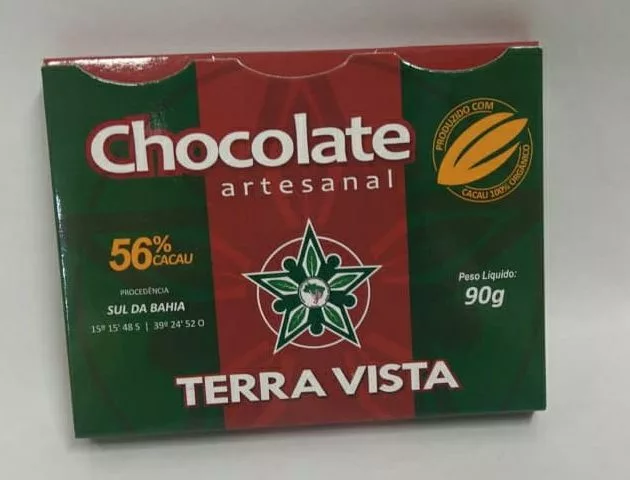 Chocolate
artesanal
PRODUZIDO COM
CACAU 100% ORGÂNICO
56% CACAU
PROCEDÊNCIA
SUL DA BAHIA
15º 15' 48 S | 39º 24' 52 O
Peso Líquido:
90g
TERRA VISTA